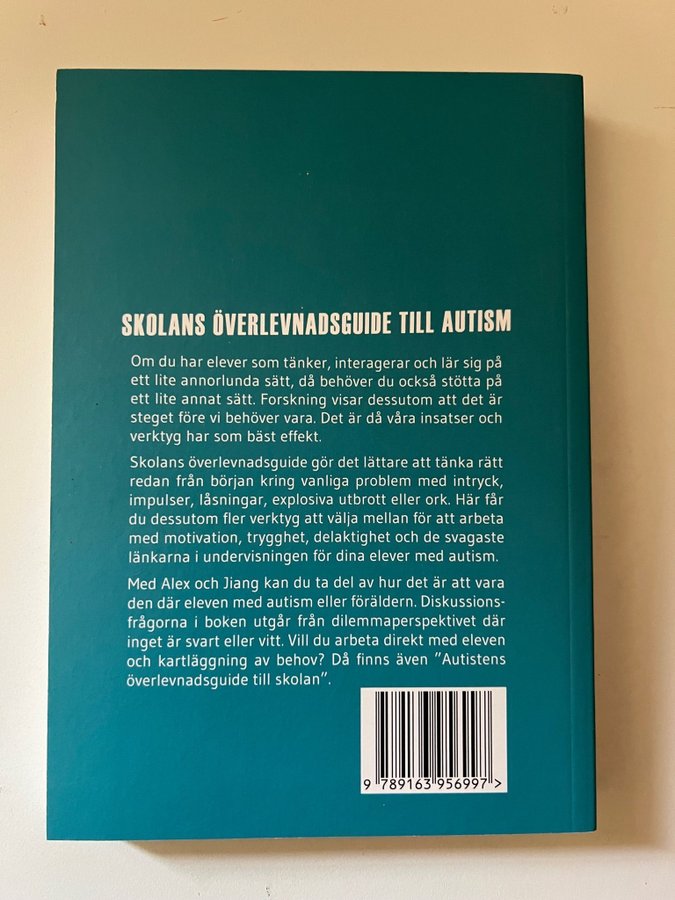 SKOLANS ÖVERLEVNADSGUIDE TILL AUTISM
Om du har elever som tänker, interagerar och lär sig på
ett lite annorlunda sätt, då behöver du också stötta på
ett lite annat sätt. Forskning visar dessutom att det är
steget före vi behöver vara. Det är då våra insatser och
verktyg har som bäst effekt.
Skolans överlevnadsguide gör det lättare att tänka rätt
redan från början kring vanliga problem med intryck,
impulser, låsningar, explosiva utbrott eller ork. Här får
du dessutom fler verktyg att välja mellan för att arbeta
med motivation, trygghet, delaktighet och de svagaste
länkarna i undervisningen för dina elever med autism.
Med Alex och Jiang kan du ta del av hur det är att vara
den där eleven med autism eller föräldern. Diskussions-
frågorna i boken utgår från dilemmaperspektivet där
inget är svart eller vitt. Vill du arbeta direkt med eleven
och kartläggning av behov? Då finns även ”Autistens
överlevnadsguide till skolan”.
9 789163 956997 >